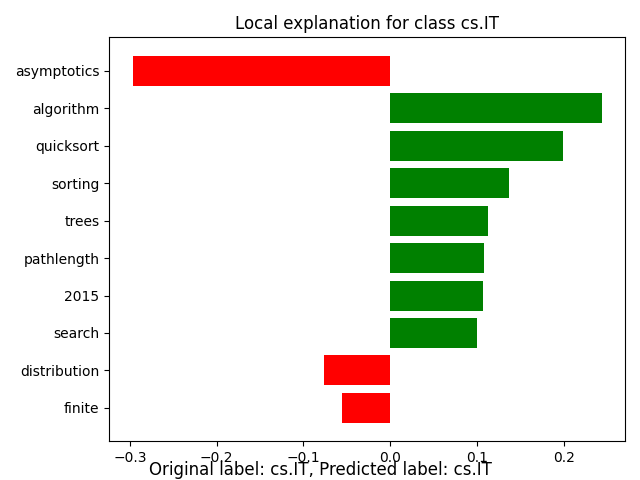 Local explanation for class cs.IT
asymptotics
algorithm
quicksort
sorting
trees
pathlength
2015
search
distribution
finite
−0.3 −0.2 −0.1 0.0 0.1 0.2
Original label: cs.IT, Predicted label: cs.IT